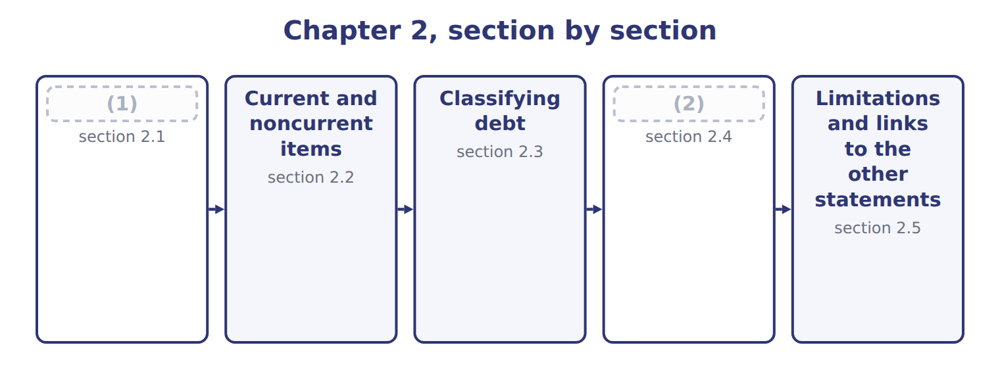 Chapter 2, section by section
(1)
section 2.1
Current and
noncurrent
items
section 2.2
Classifying
debt
section 2.3
(2)
section 2.4
Limitations
and links
to the
other
statements
section 2.5